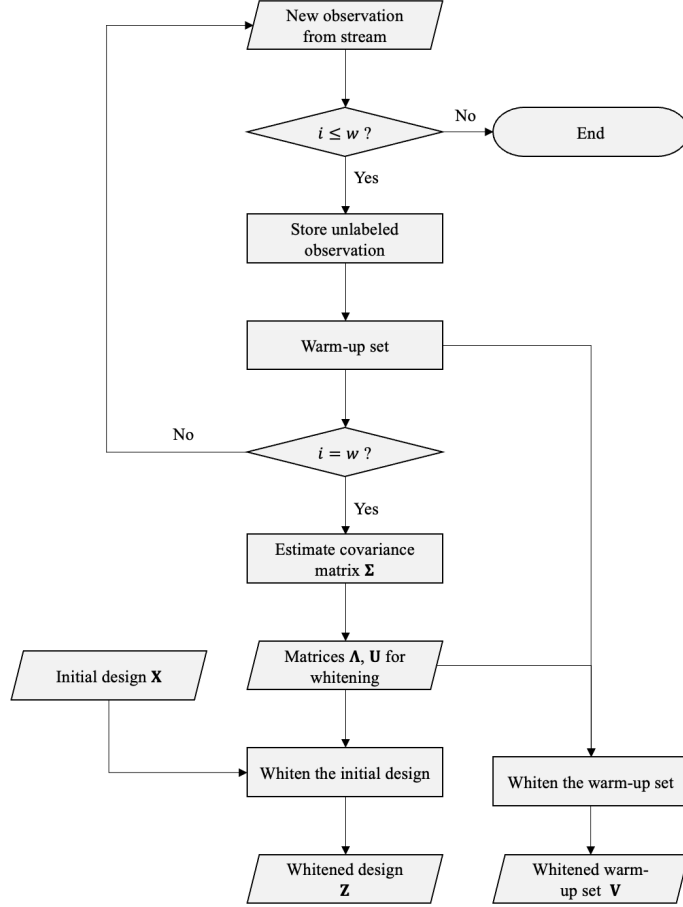 New observation
from stream
i ≤ w ?
No
End
Yes
Store unlabeled
observation
Warm-up set
No
i = w ?
Yes
Estimate covariance
matrix Σ
Initial design X
Matrices Λ, U for
whitening
Whiten the initial design
Whiten the warm-up set
Whitened design
Z
Whitened warm-
up set V